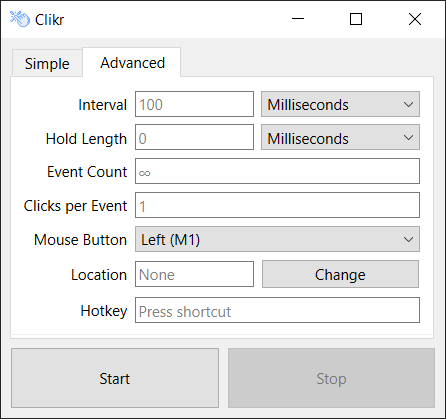 Clikr
Simple Advanced
Interval 100 Milliseconds
Hold Length 0 Milliseconds
Event Count ∞
Clicks per Event 1
Mouse Button Left (M1)
Location None Change
Hotkey Press shortcut
Start Stop